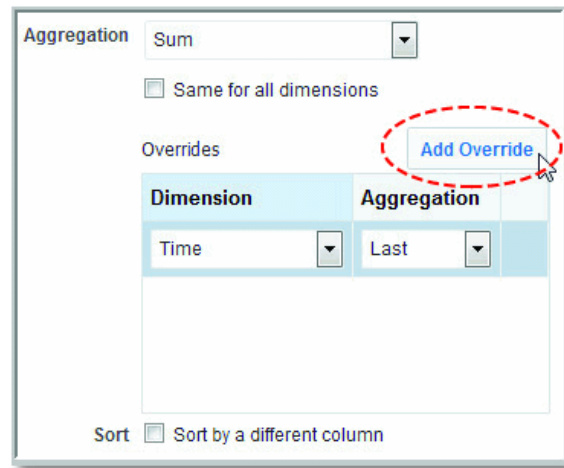 Aggregation Sum
Same for all dimensions
Overrides Add Override
Dimension Aggregation
Time Last
Sort Sort by a different column